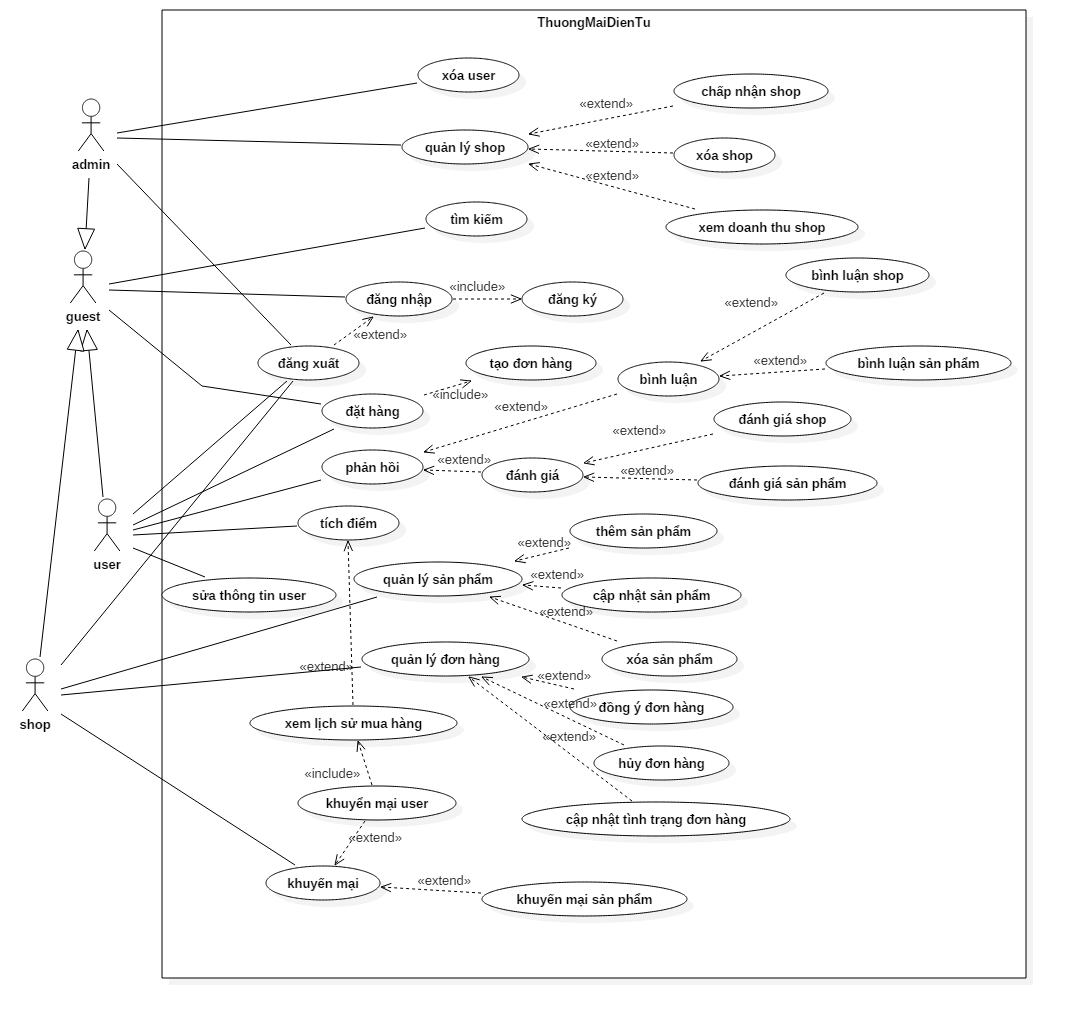 ThuongMaiDienTu
xóa user
chấp nhận shop
«extend»
admin
quản lý shop
«extend»
xóa shop
«extend»
tìm kiếm
xem doanh thu shop
guest
đăng nhập
«include»
đăng ký
bình luận shop
«extend»
«extend»
đăng xuất
tạo đơn hàng
bình luận
«extend»
bình luận sản phẩm
«include»
đặt hàng
«extend»
đánh giá shop
«extend»
phản hồi
«extend»
đánh giá
«extend»
đánh giá sản phẩm
tích điểm
thêm sản phẩm
«extend»
user
quản lý sản phẩm
«extend»
sửa thông tin user
cập nhật sản phẩm
«extend»
quản lý đơn hàng
xóa sản phẩm
«extend»
«extend»
shop
xem lịch sử mua hàng
«extend»
đồng ý đơn hàng
«extend»
hủy đơn hàng
«include»
khuyển mại user
cập nhật tình trạng đơn hàng
«extend»
khuyến mại
«extend»
khuyến mại sản phẩm